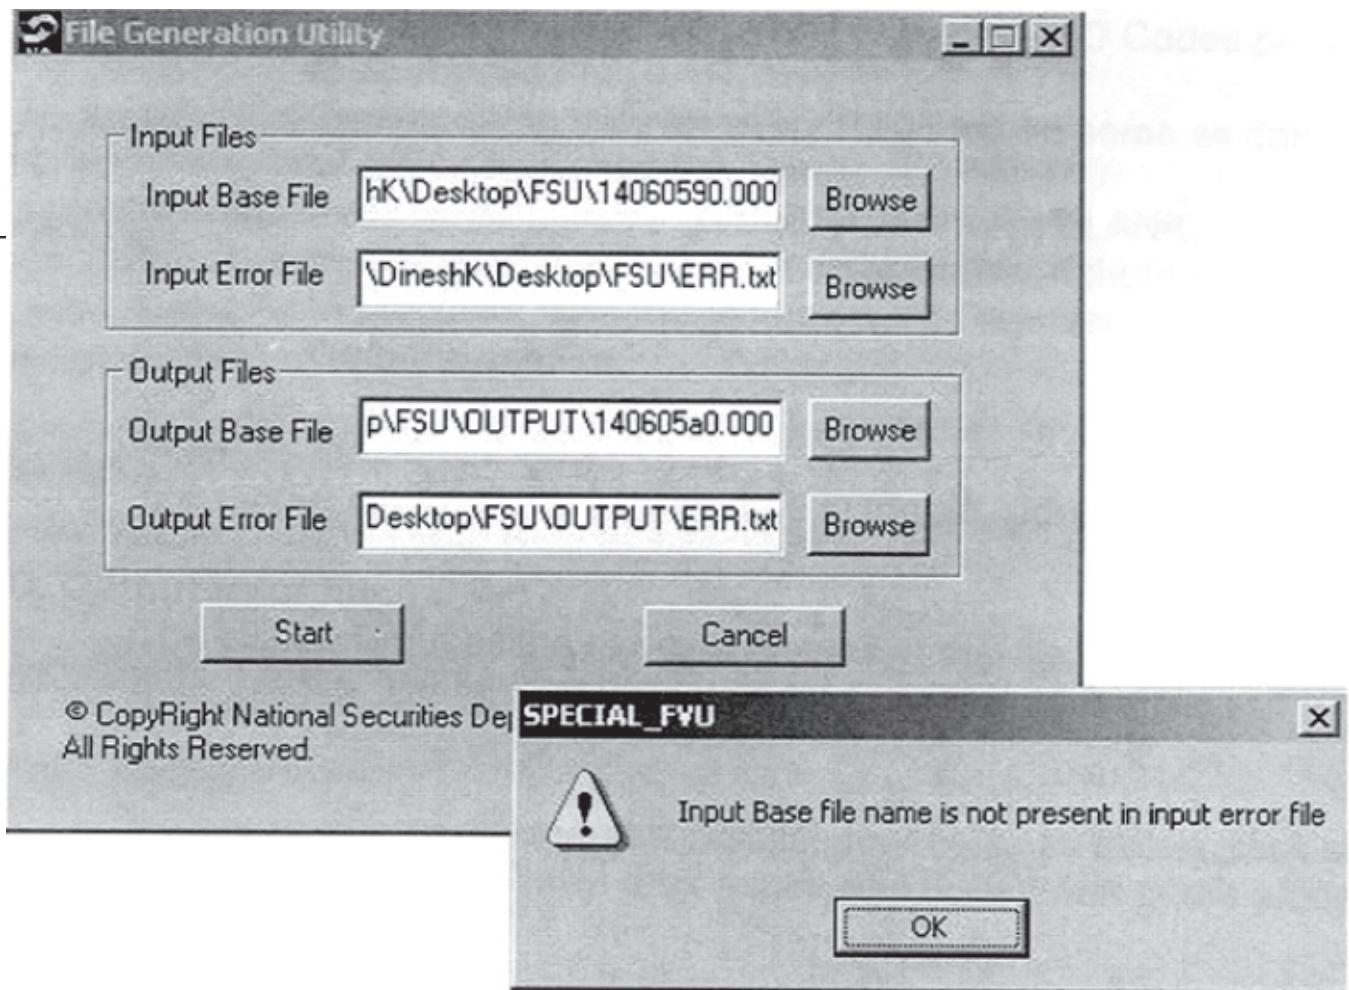 File Generation Utility
Input Files
Input Base File
hK\Desktop\FSU\14060590.000
Browse
Input Error File
\DineshK\Desktop\FSU\ERR.txt
Browse
Output Files
Output Base File
p\FSU\OUTPUT\140605a0.000
Browse
Output Error File
Desktop\FSU\OUTPUT\ERR.txt
Browse
Start
Cancel
© CopyRight National Securities Dep
All Rights Reserved.
SPECIAL_FVU
Input Base file name is not present in input error file
OK